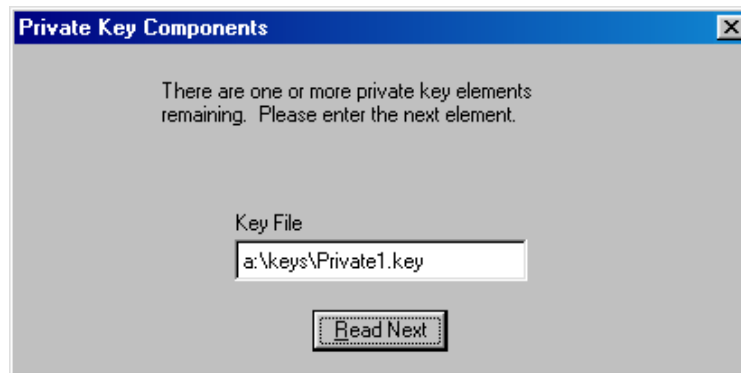 Private Key Components
There are one or more private key elements
remaining.  Please enter the next element.
Key File
a:\keys\Private1.key
Read Next